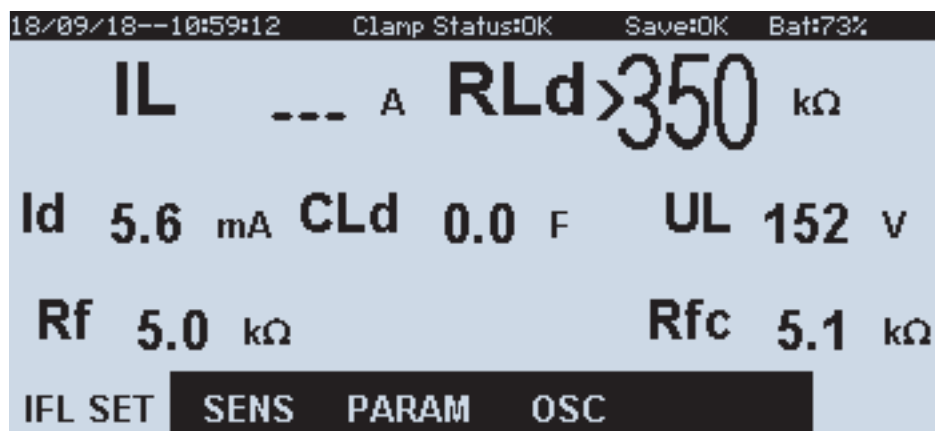 18/09/18--10:59:12 Clamp Status:OK Save:OK Bat:73%
IL --- A RLd >350 kΩ
Id 5.6 mA CLd 0.0 F UL 152 V
Rf 5.0 kΩ Rfc 5.1 kΩ
IFL SET SENS PARAM OSC